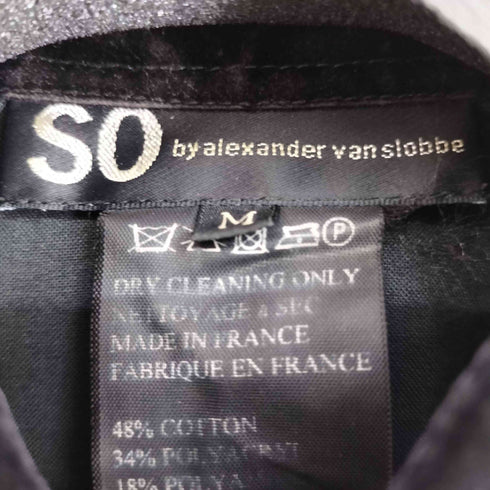 SO by alexander van slobbe
M
P
DRY CLEANING ONLY
NETTOYAGE à SEC
MADE IN FRANCE
FABRIQUE EN FRANCE
48% COTTON
34%
18%